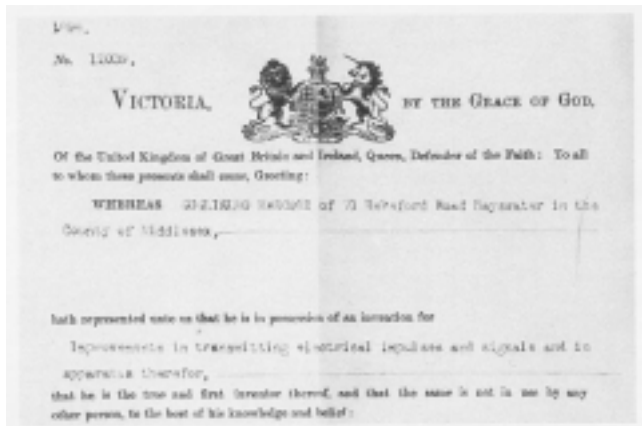 No. 12039,
VICTORIA, BY THE GRACE OF GOD,
Of the United Kingdom of Great Britain and Ireland, Queen, Defender of the Faith: To all
to whom these presents shall come, Greeting:
WHEREAS GUGLIELMO MARCONI of 71 Hereford Road Bayswater in the
County of Middlesex,
hath represented unto us that he is in possession of an invention for
Improvements in transmitting electrical impulses and signals and in
apparatus therefor,
that he is the true and first inventor thereof, and that the same is not in use by any
other person, to the best of his knowledge and belief: